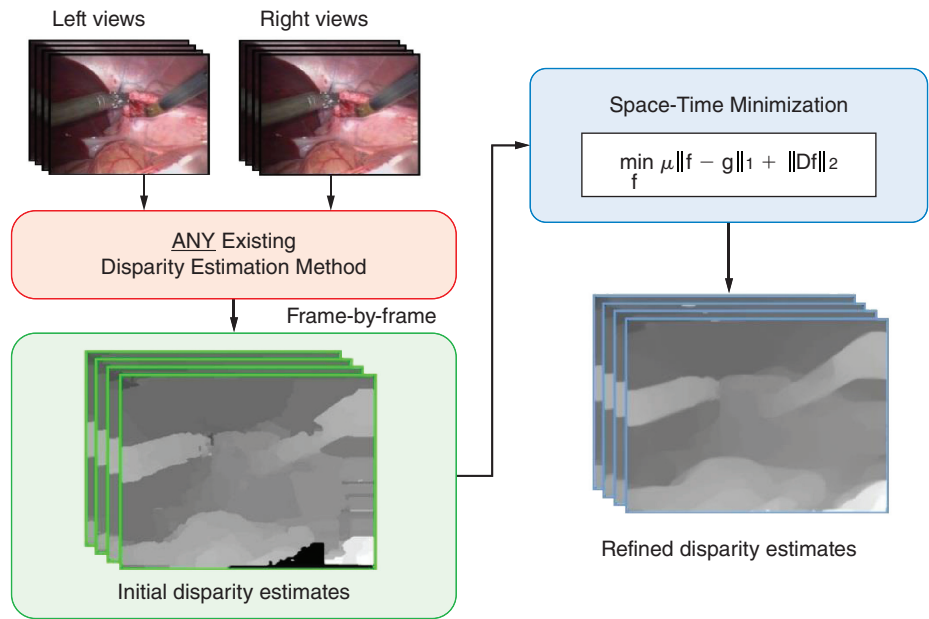 Left views
Right views
ANY Existing
Disparity Estimation Method
Frame-by-frame
Initial disparity estimates
Space-Time Minimization
min μ‖f − g‖1 + ‖Df‖2
f
Refined disparity estimates